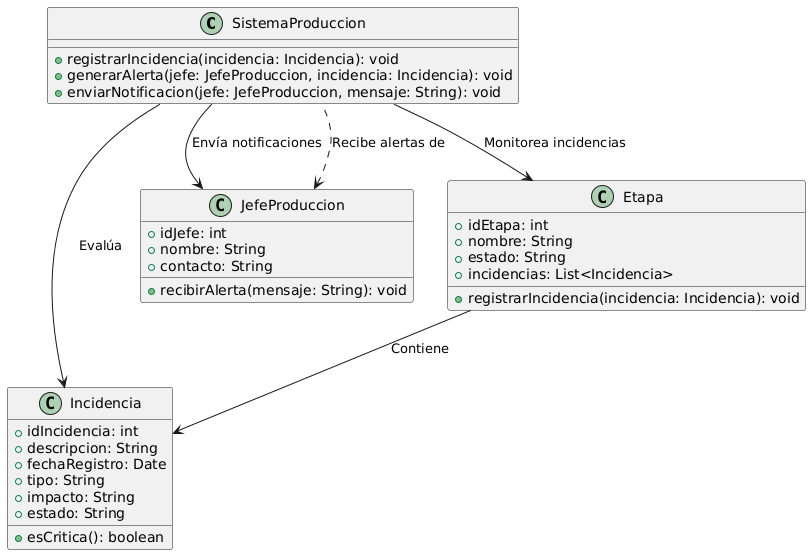 C SistemaProduccion
registrarIncidencia(incidencia: Incidencia): void
generarAlerta(jefe: JefeProduccion, incidencia: Incidencia): void
enviarNotificacion(jefe: JefeProduccion, mensaje: String): void
Envía notificaciones
Recibe alertas de
Monitorea incidencias
C JefeProduccion
idJefe: int
nombre: String
contacto: String
recibirAlerta(mensaje: String): void
C Etapa
idEtapa: int
nombre: String
estado: String
incidencias: List<Incidencia>
registrarIncidencia(incidencia: Incidencia): void
Evalúa
Contiene
C Incidencia
idIncidencia: int
descripcion: String
fechaRegistro: Date
tipo: String
impacto: String
estado: String
esCritica(): boolean